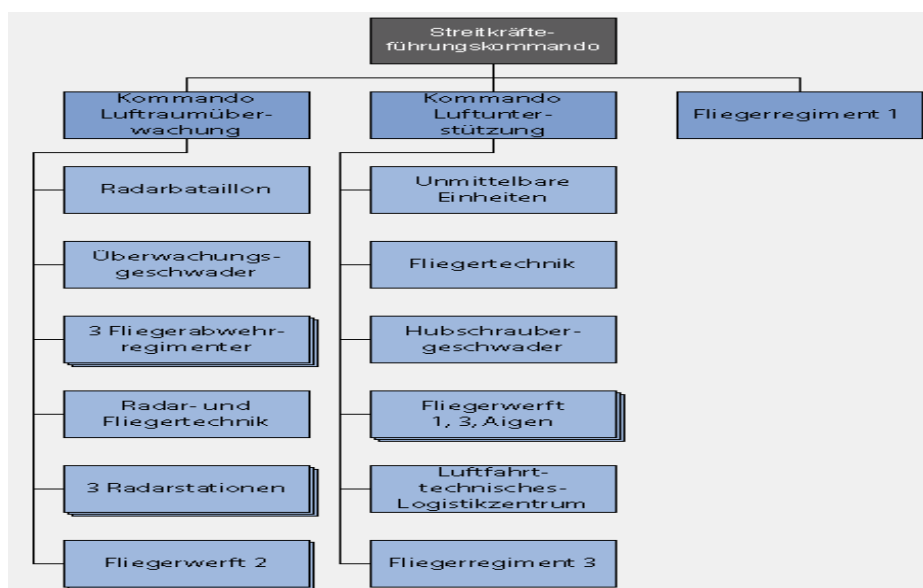 Streitkräfte-
führungskommando
Kommando
Luftraumüber-
wachung
Kommando
Luftunter-
stützung
Fliegerregiment 1
Radarbataillon
Überwachungs-
geschwader
3 Fliegerabwehr-
regimenter
Radar- und
Fliegertechnik
3 Radarstationen
Fliegerwerft 2
Unmittelbare
Einheiten
Fliegertechnik
Hubschrauber-
geschwader
Fliegerwerft
1, 3, Aigen
Luftfahrt-
technisches-
Logistikzentrum
Fliegerregiment 3